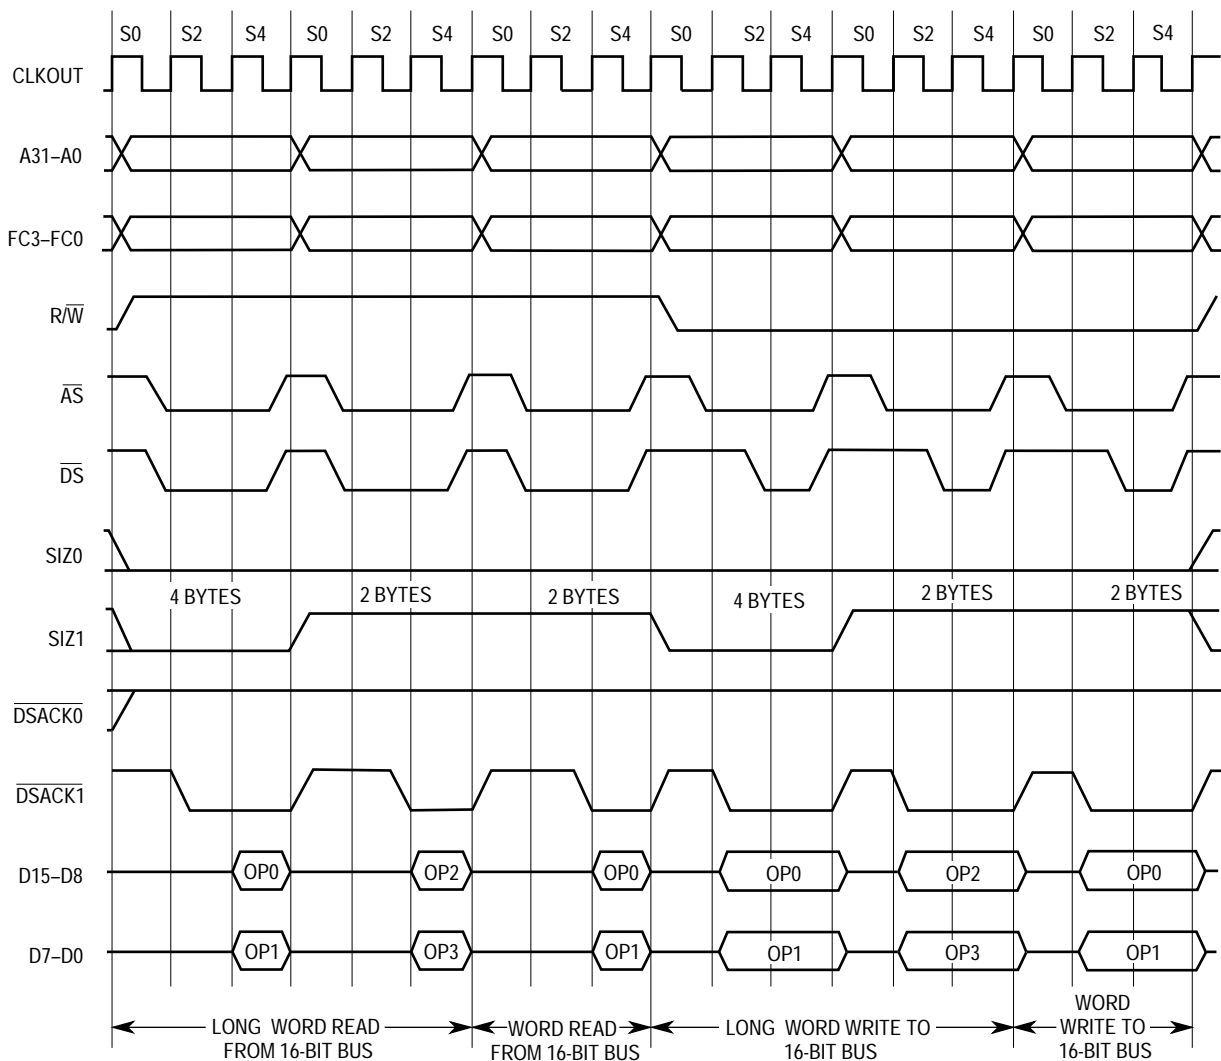 S0 S2 S4 S0 S2 S4 S0 S2 S4 S0 S2 S4 S0 S2 S4 S0 S2 S4
CLKOUT
A31–A0
FC3–FC0
R/W̅
A̅S̅
D̅S̅
SIZ0
4 BYTES 2 BYTES 2 BYTES 4 BYTES 2 BYTES 2 BYTES
SIZ1
D̅S̅A̅C̅K̅0̅
D̅S̅A̅C̅K̅1̅
D15–D8 OP0 OP2 OP0 OP0 OP2 OP0
D7–D0 OP1 OP3 OP1 OP1 OP3 OP1
LONG WORD READ
FROM 16-BIT BUS
WORD READ
FROM 16-BIT BUS
LONG WORD WRITE TO
16-BIT BUS
WORD
WRITE TO
16-BIT BUS